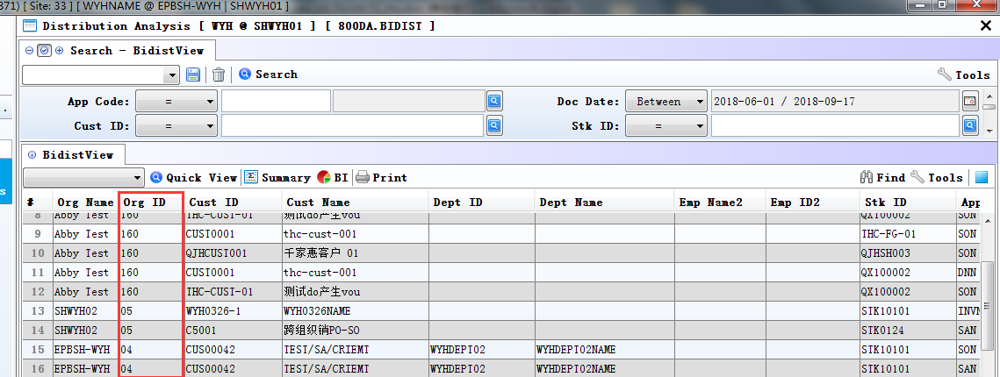 371) [ Site: 33 ] [ WYHNAME @ EPBSH-WYH | SHWYH01 ]
Distribution Analysis [ WYH @ SHWYH01 ] [ 800DA.BIDIST ]
Search - BidistView
Search Tools
App Code: = Doc Date: Between 2018-06-01 / 2018-09-17
Cust ID: = Stk ID: =
BidistView
Quick View Summary BI Print Find Tools
# Org Name Org ID Cust ID Cust Name Dept ID Dept Name Emp Name2 Emp ID2 Stk ID App
8 Abby Test 160 THC-CUST-01 测试do产生vou QX100002 SON
9 Abby Test 160 CUST0001 thc-cust-001 THC-FG-01 SON
10 Abby Test 160 QJHCUST001 千家惠客户 01 QJHSH003 SON
11 Abby Test 160 CUST0001 thc-cust-001 QX100002 DNN
12 Abby Test 160 THC-CUST-01 测试do产生vou QX100002 SON
13 SHWYH02 05 WYH0326-1 WYH0326NAME STK10101 INVN
14 SHWYH02 05 C5001 跨组织销PO-SO STK0124 SAN
15 EPBSH-WYH 04 CUS00042 TEST/SA/CRIEMT WYHDEPT02 WYHDEPT02NAME STK10101 SON
16 EPBSH-WYH 04 CUS00042 TEST/SA/CRIEMT WYHDEPT02 WYHDEPT02NAME STK10101 SAN
s